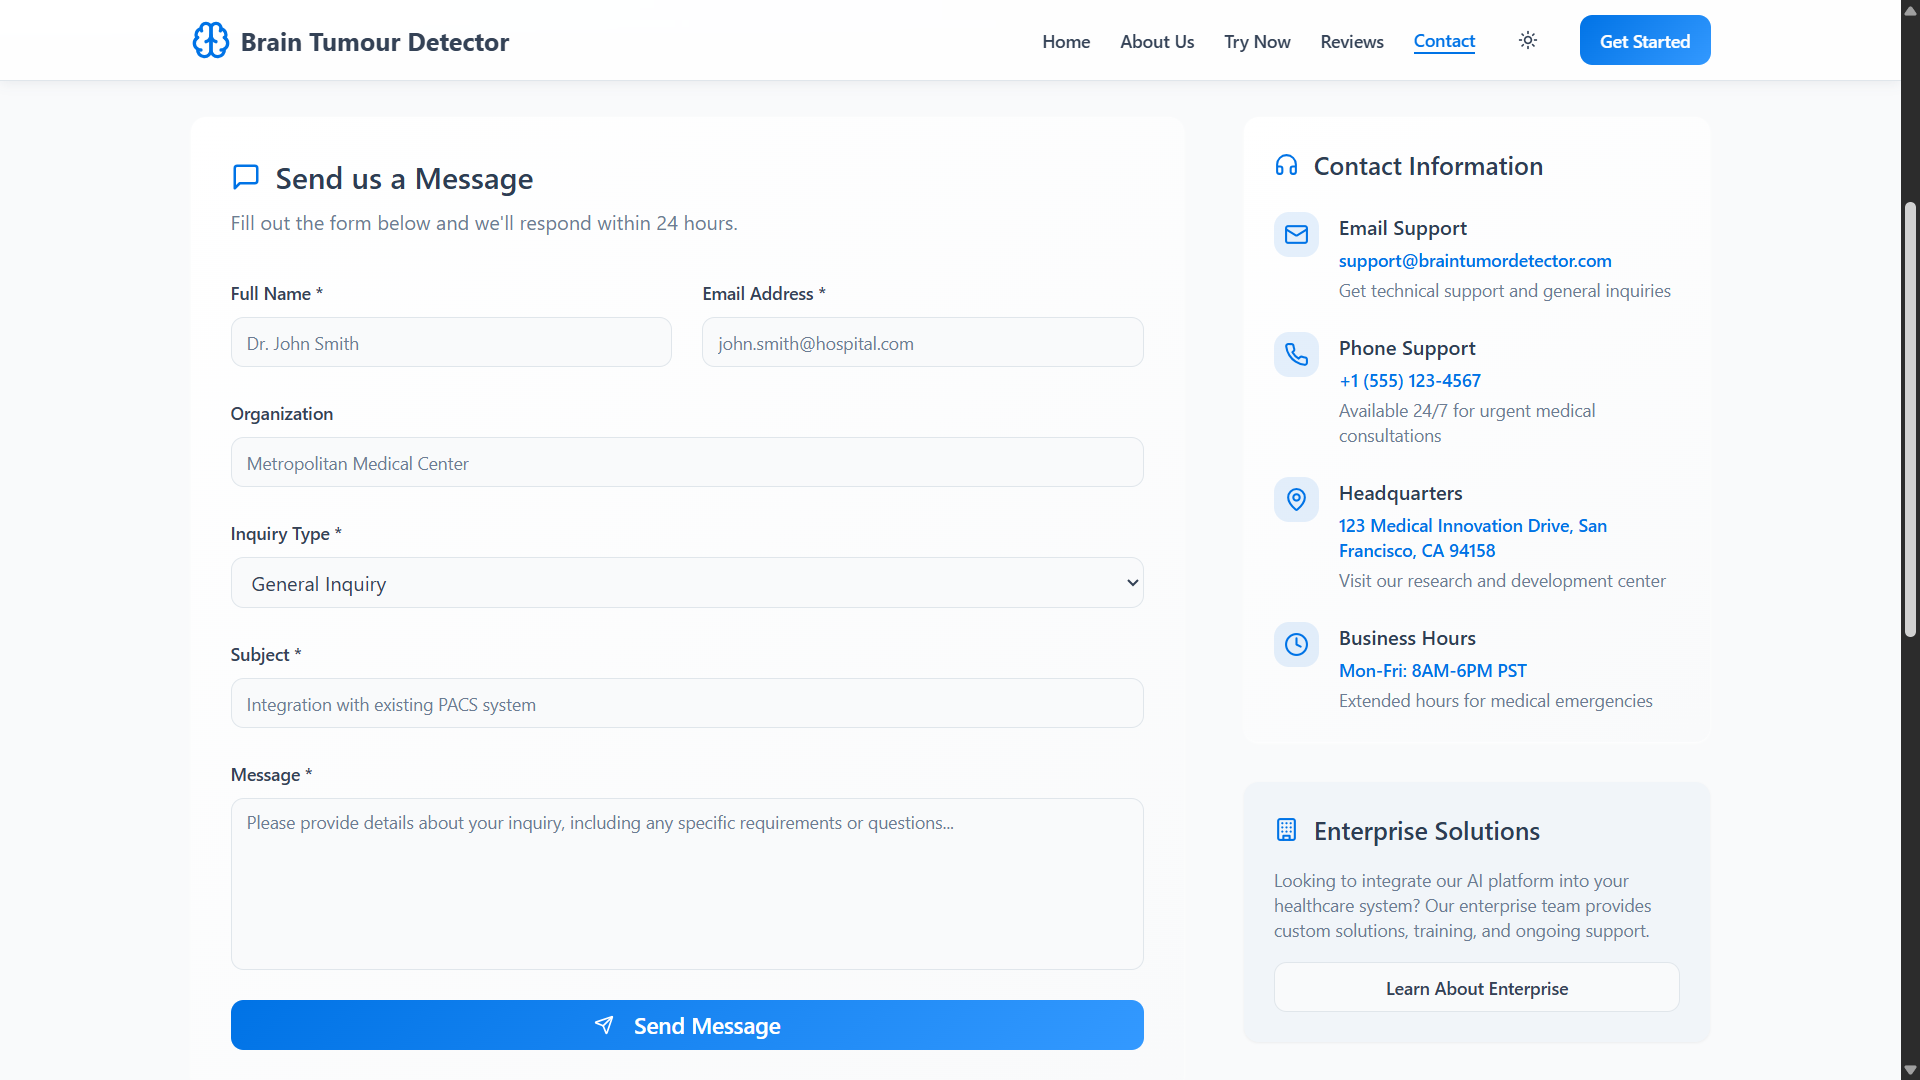 Brain Tumour Detector
Home
About Us
Try Now
Reviews
Contact
Get Started
Send us a Message
Fill out the form below and we'll respond within 24 hours.
Full Name *
Dr. John Smith
Email Address *
john.smith@hospital.com
Organization
Metropolitan Medical Center
Inquiry Type *
General Inquiry
Subject *
Integration with existing PACS system
Message *
Please provide details about your inquiry, including any specific requirements or questions...
Send Message
Contact Information
Email Support
support@braintumordetector.com
Get technical support and general inquiries
Phone Support
+1 (555) 123-4567
Available 24/7 for urgent medical
consultations
Headquarters
123 Medical Innovation Drive, San
Francisco, CA 94158
Visit our research and development center
Business Hours
Mon-Fri: 8AM-6PM PST
Extended hours for medical emergencies
Enterprise Solutions
Looking to integrate our AI platform into your
healthcare system? Our enterprise team provides
custom solutions, training, and ongoing support.
Learn About Enterprise